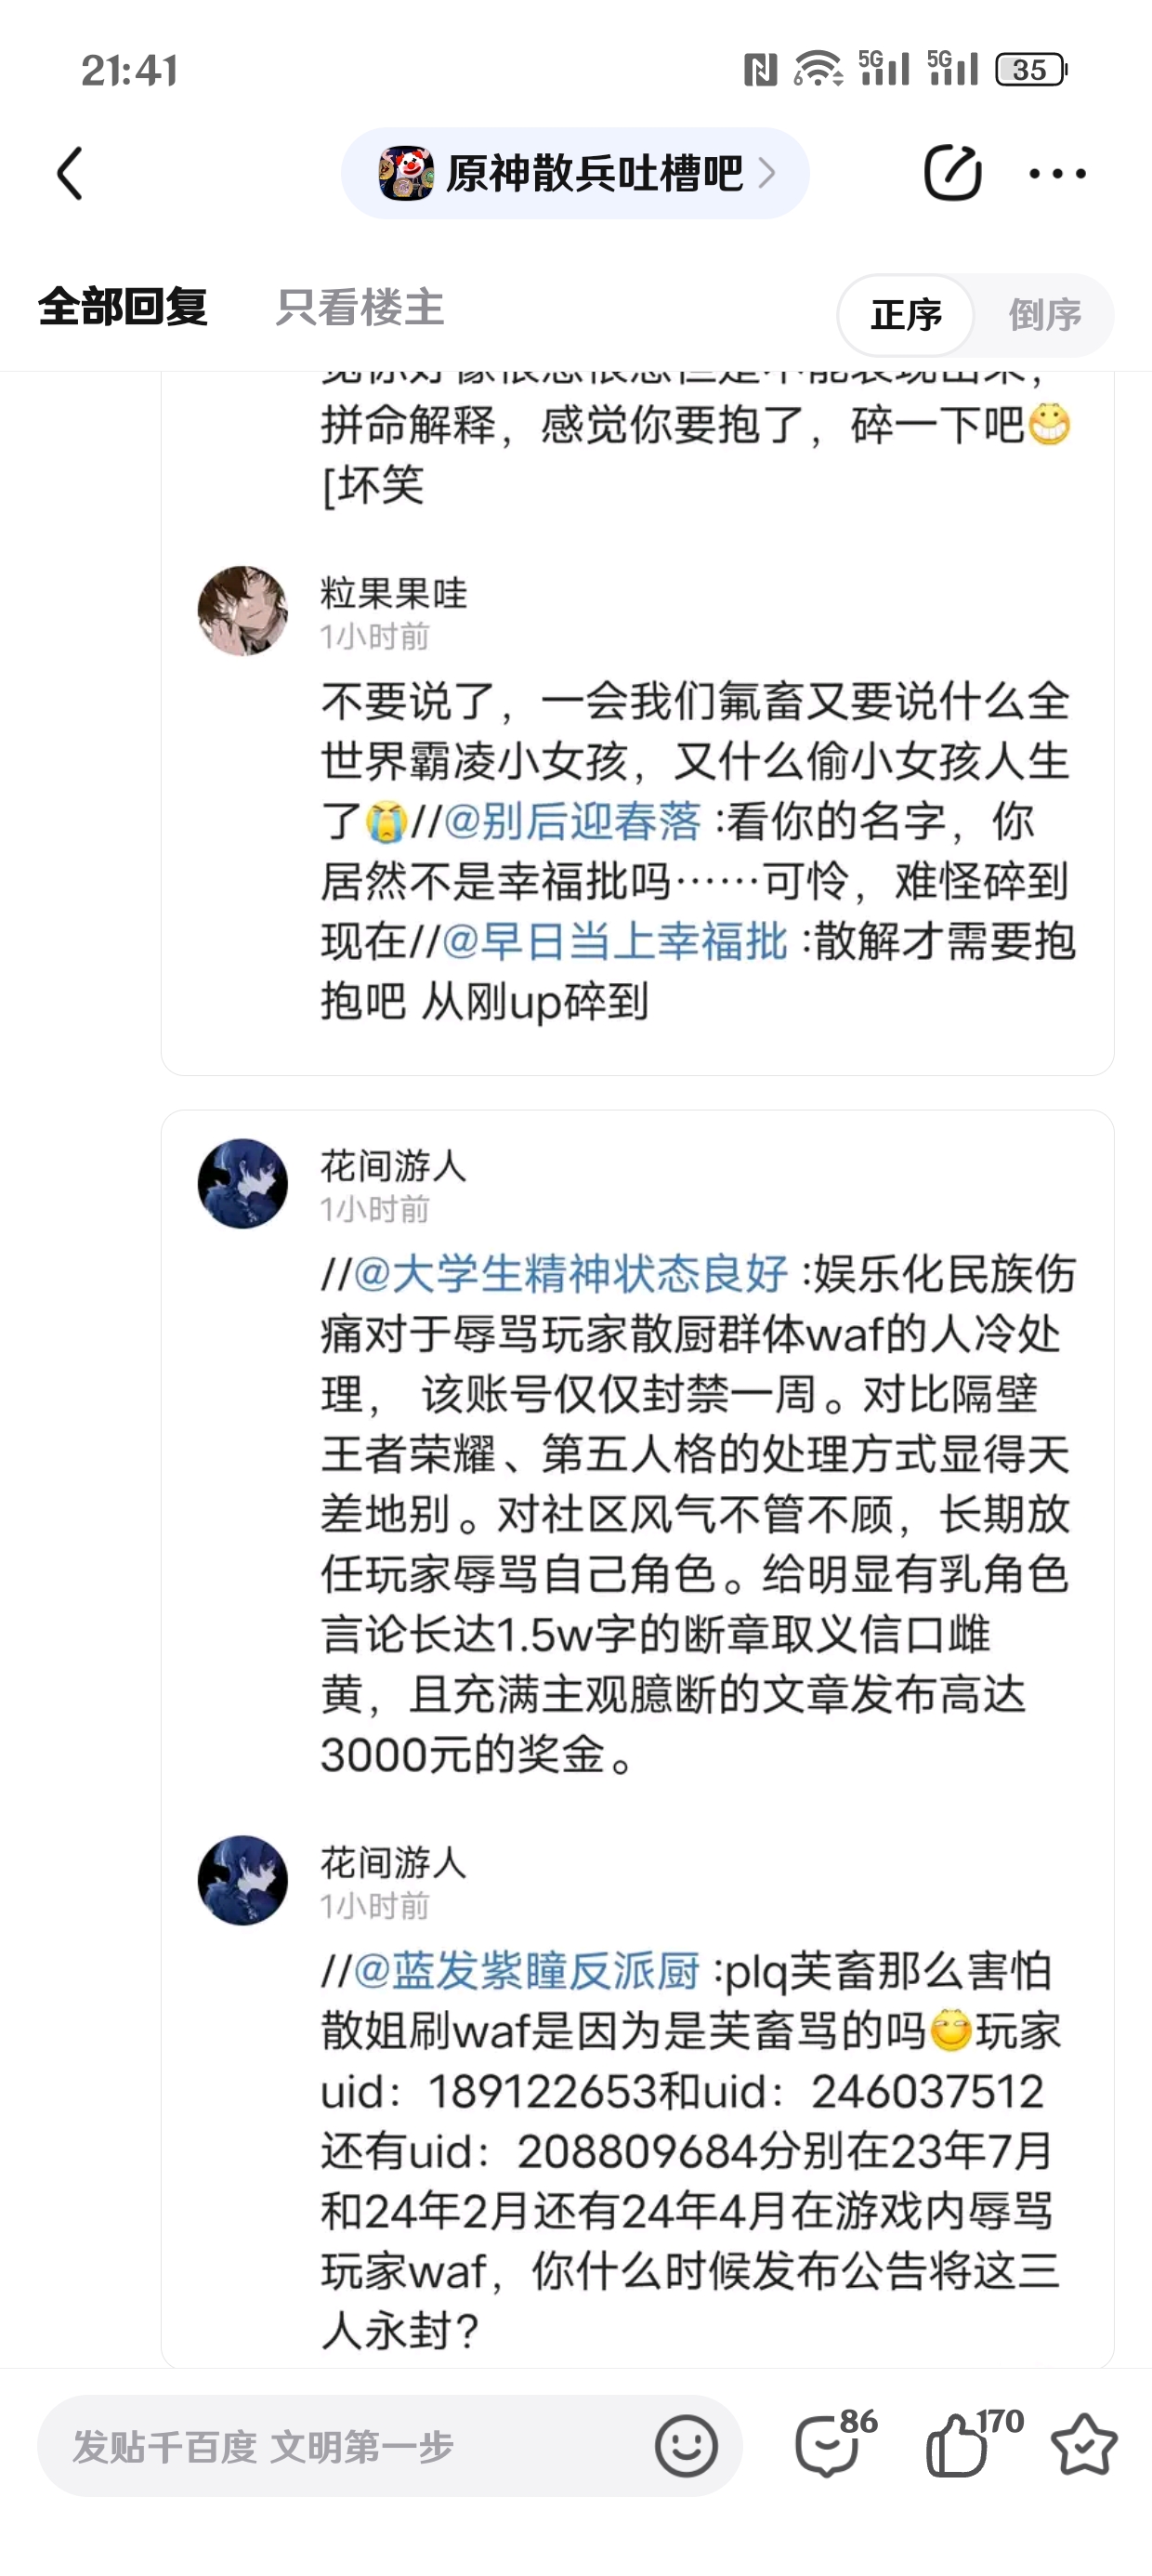 21:41
6 5G 5G 35
原神散兵吐槽吧
全部回复 只看楼主 正序 倒序
拼命解释，感觉你要抱了，碎一下吧
[坏笑
粒果果哇
1小时前
不要说了，一会我们氟畜又要说什么全
世界霸凌小女孩，又什么偷小女孩人生
了//@别后迎春落 :看你的名字，你
居然不是幸福批吗……可怜，难怪碎到
现在//@早日当上幸福批 :散解才需要抱
抱吧 从刚up碎到
花间游人
1小时前
//@大学生精神状态良好 :娱乐化民族伤
痛对于辱骂玩家散厨群体waf的人冷处
理， 该账号仅仅封禁一周。对比隔壁
王者荣耀、第五人格的处理方式显得天
差地别。对社区风气不管不顾，长期放
任玩家辱骂自己角色。给明显有乳角色
言论长达1.5w字的断章取义信口雌
黄，且充满主观臆断的文章发布高达
3000元的奖金。
花间游人
1小时前
//@蓝发紫瞳反派厨 :plq芙畜那么害怕
散姐刷waf是因为是芙畜骂的吗玩家
uid：189122653和uid：246037512
还有uid：208809684分别在23年7月
和24年2月还有24年4月在游戏内辱骂
玩家waf，你什么时候发布公告将这三
人永封？
发贴千百度 文明第一步 86 170